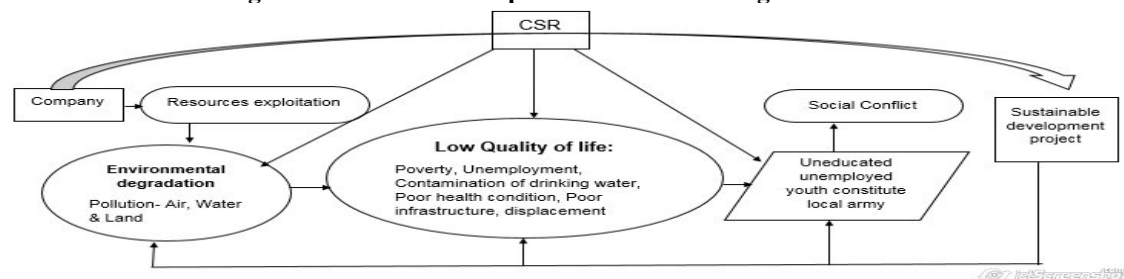 CSR
Company
Resources exploitation
Social Conflict
Sustainable
development
project
Environmental
degradation
Pollution- Air, Water
& Land
Low Quality of life:
Poverty, Unemployment,
Contamination of drinking water,
Poor health condition, Poor
infrastructure, displacement
Uneducated
unemployed
youth constitute
local army